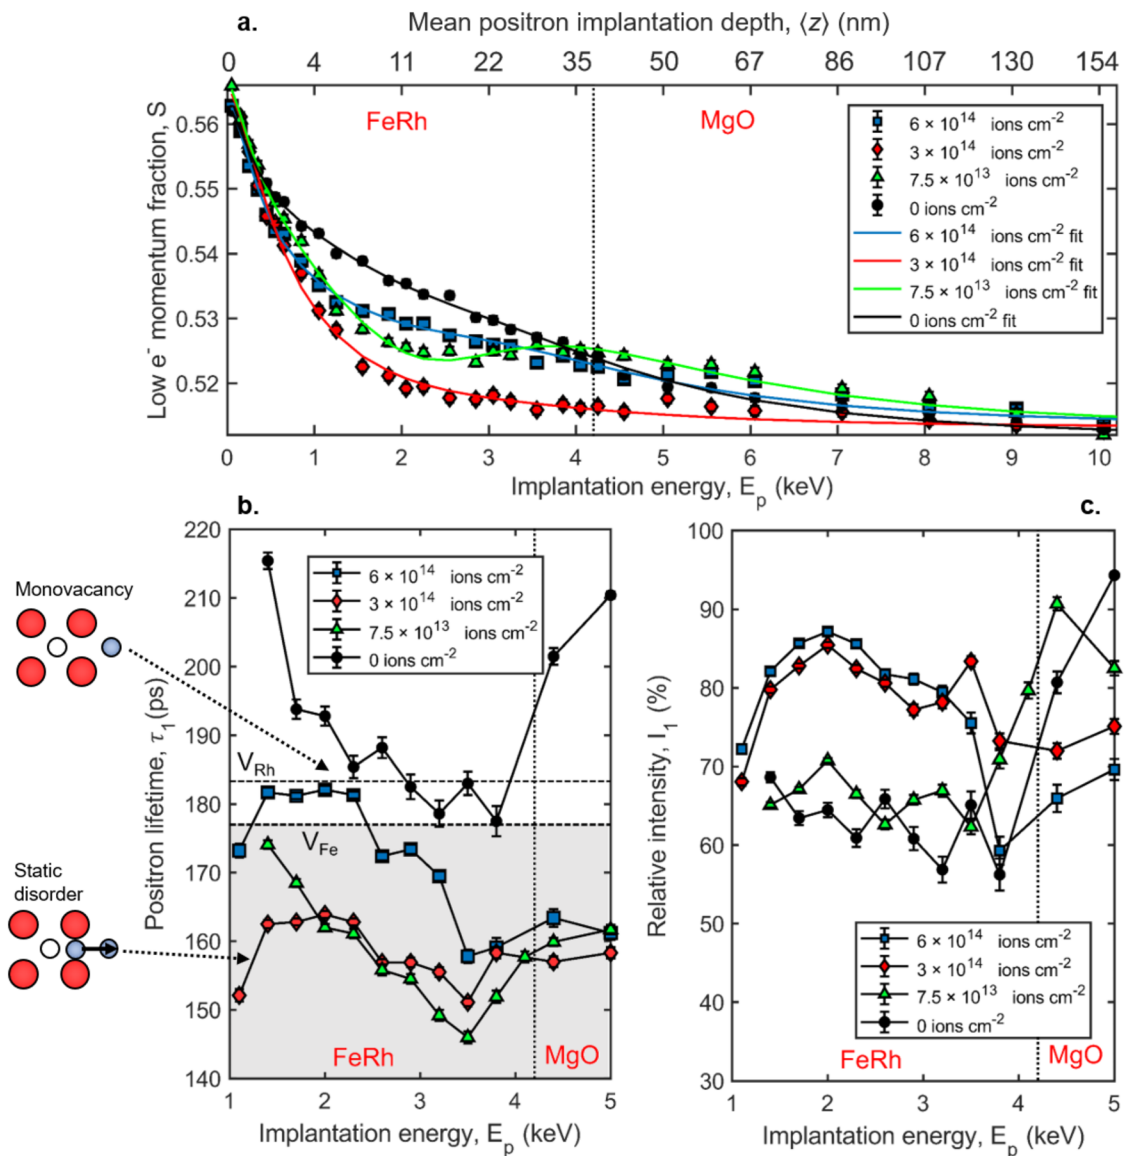 a.
Mean positron implantation depth, ⟨z⟩ (nm)
0 4 11 22 35 50 67 86 107 130 154
Low e⁻ momentum fraction, S
0.56
0.55
0.54
0.53
0.52
FeRh
MgO
6 × 10¹⁴ ions cm⁻²
3 × 10¹⁴ ions cm⁻²
7.5 × 10¹³ ions cm⁻²
0 ions cm⁻²
6 × 10¹⁴ ions cm⁻² fit
3 × 10¹⁴ ions cm⁻² fit
7.5 × 10¹³ ions cm⁻² fit
0 ions cm⁻² fit
0 1 2 3 4 5 6 7 8 9 10
Implantation energy, Eₚ (keV)
b.
Monovacancy
Static
disorder
Positron lifetime, τ₁(ps)
220
210
200
190
180
170
160
150
140
6 × 10¹⁴ ions cm⁻²
3 × 10¹⁴ ions cm⁻²
7.5 × 10¹³ ions cm⁻²
0 ions cm⁻²
V_Rh
V_Fe
FeRh
MgO
1 2 3 4 5
Implantation energy, Eₚ (keV)
c.
Relative intensity, I₁ (%)
100
90
80
70
60
50
40
30
6 × 10¹⁴ ions cm⁻²
3 × 10¹⁴ ions cm⁻²
7.5 × 10¹³ ions cm⁻²
0 ions cm⁻²
FeRh
MgO
1 2 3 4 5
Implantation energy, Eₚ (keV)